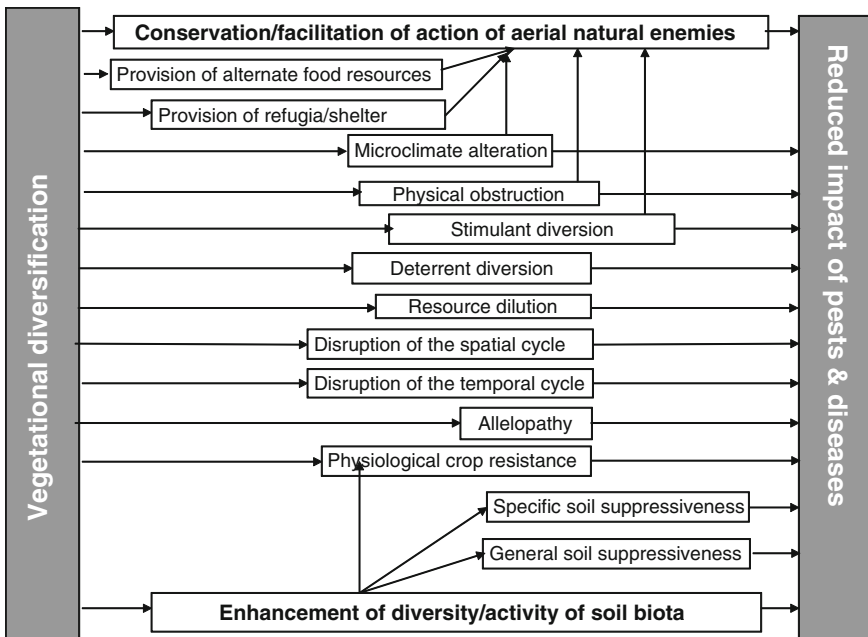 Vegetational diversification
Conservation/facilitation of action of aerial natural enemies
Provision of alternate food resources
Provision of refugia/shelter
Microclimate alteration
Physical obstruction
Stimulant diversion
Deterrent diversion
Resource dilution
Disruption of the spatial cycle
Disruption of the temporal cycle
Allelopathy
Physiological crop resistance
Specific soil suppressiveness
General soil suppressiveness
Enhancement of diversity/activity of soil biota
Reduced impact of pests & diseases